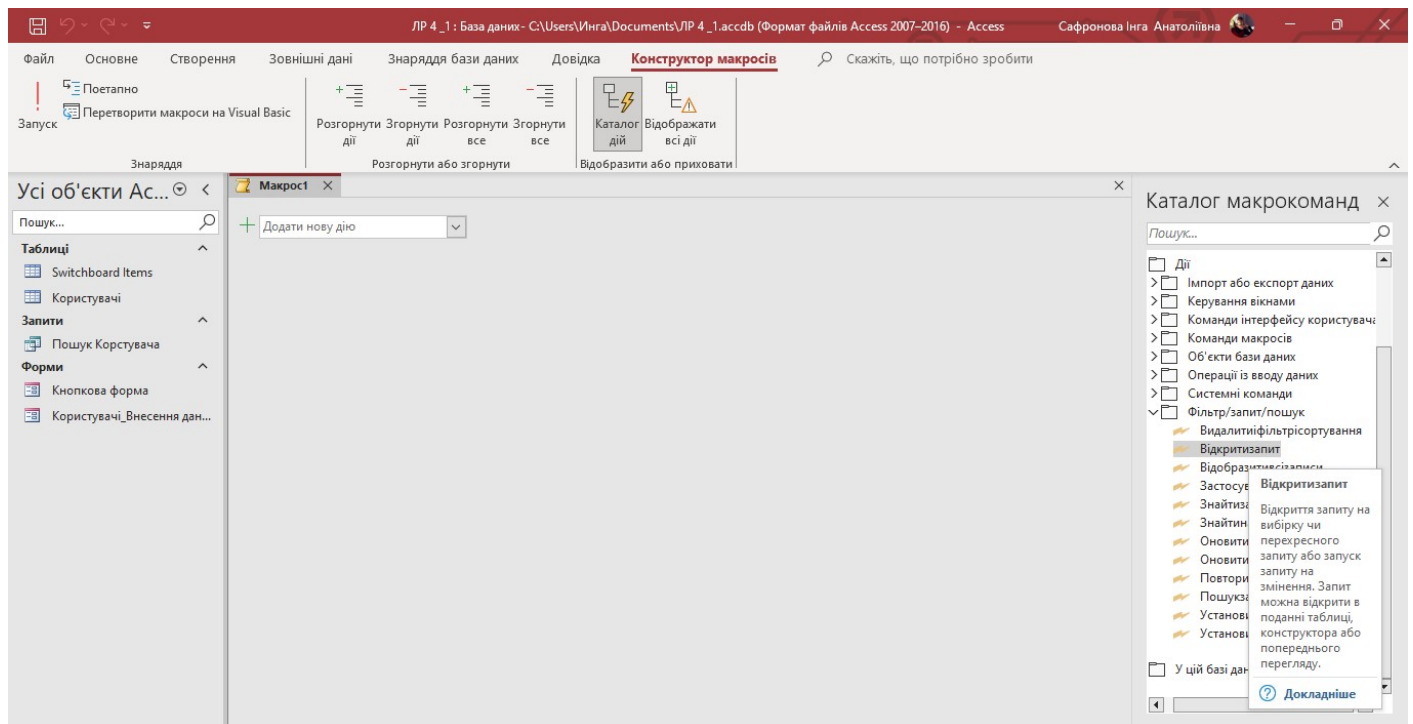 ЛР 4_1 : База даних- C:\Users\Инга\Documents\ЛР 4_1.accdb (Формат файлів Access 2007–2016) - Access
Сафронова Інга Анатоліївна
Файл Основне Створення Зовнішні дані Знаряддя бази даних Довідка Конструктор макросів Скажіть, що потрібно зробити
Запуск
Поетапно
Перетворити макроси на Visual Basic
Знаряддя
Розгорнути дії
Згорнути дії
Розгорнути все
Згорнути все
Розгорнути або згорнути
Каталог дій
Відображати всі дії
Відобразити або приховати
Усі об'єкти Ac...
Пошук...
Таблиці
Switchboard Items
Користувачі
Запити
Пошук Корстувача
Форми
Кнопкова форма
Користувачі_Внесення дан...
Макрос1
Додати нову дію
Каталог макрокоманд
Пошук...
Дії
Імпорт або експорт даних
Керування вікнами
Команди інтерфейсу користувача
Команди макросів
Об'єкти бази даних
Операції із вводу даних
Системні команди
Фільтр/запит/пошук
Видалитиіфільтрісортування
Відкритизапит
Відобразитивсізаписи
Застосув
Знайтиза
Знайтин
Оновити
Оновити
Повтори
Пошукза
Установи
Установи
У цій базі дан
Відкритизапит
Відкриття запиту на
вибірку чи
перехресного
запиту або запуск
запиту на
змінення. Запит
можна відкрити в
поданні таблиці,
конструктора або
попереднього
перегляду.
Докладніше